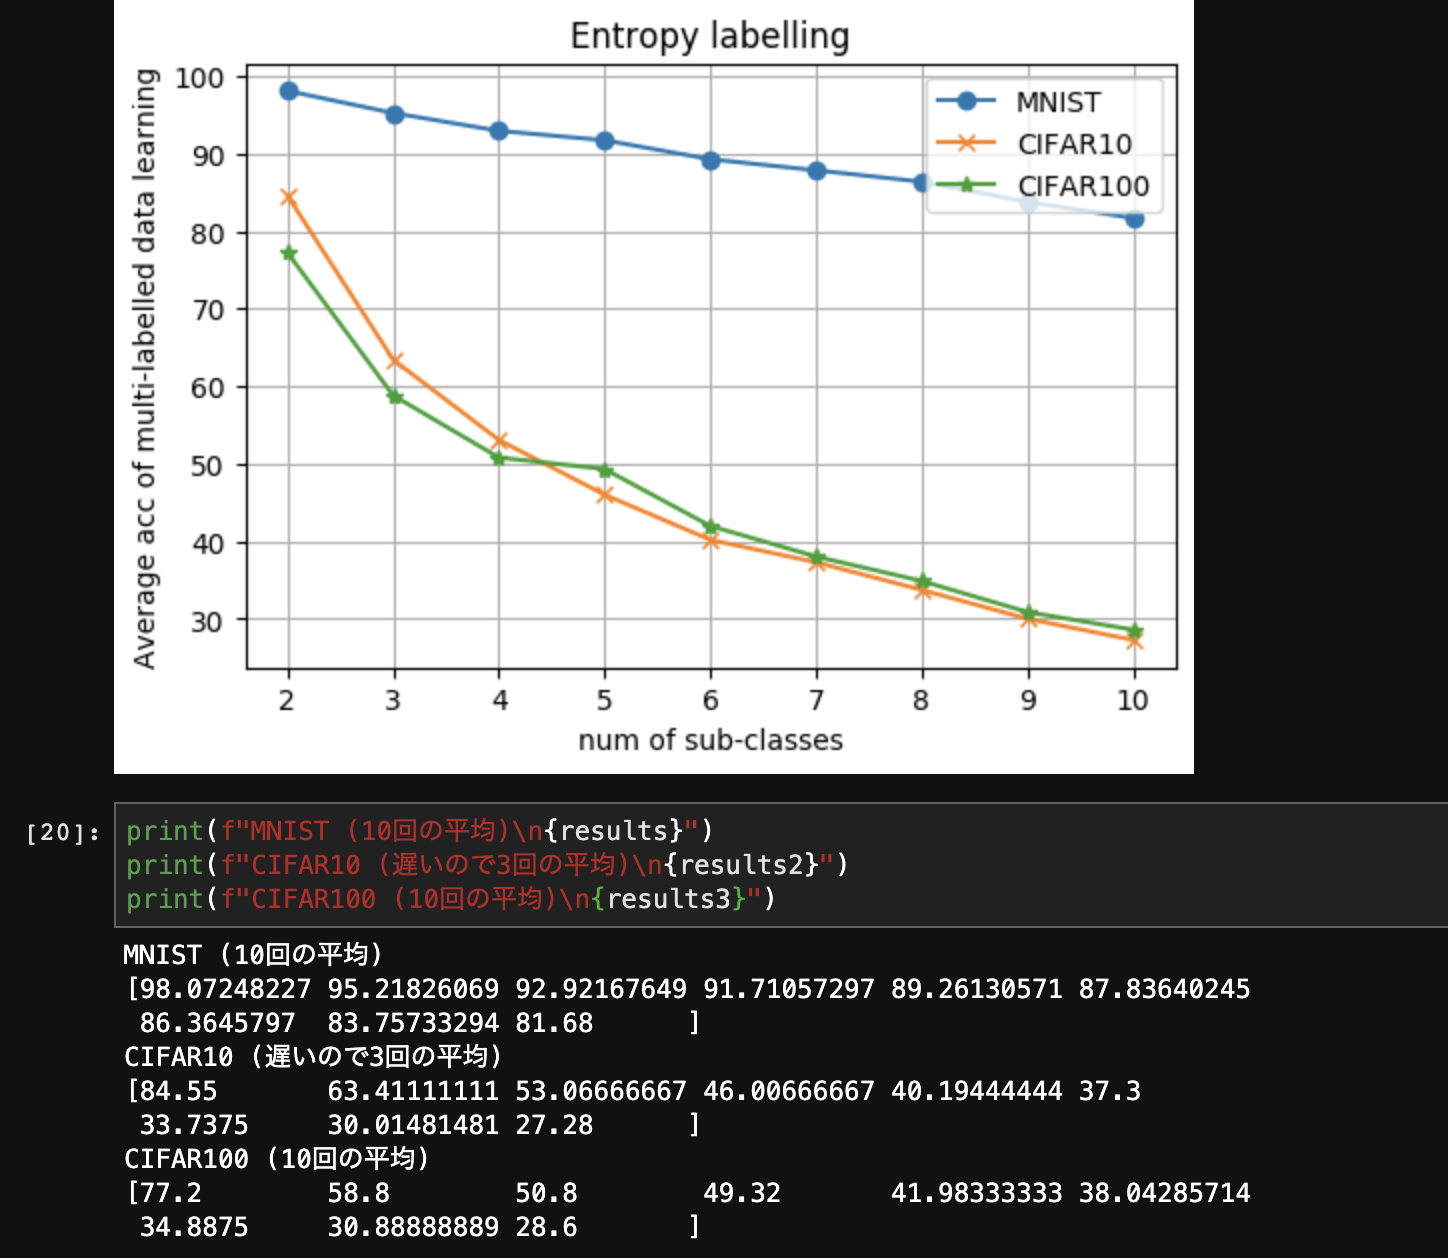 Entropy labelling
Average acc of multi-labelled data learning
100
90
80
70
60
50
40
30
MNIST
CIFAR10
CIFAR100
2 3 4 5 6 7 8 9 10
num of sub-classes
[20]:
print(f"MNIST (10回の平均)\n{results}")
print(f"CIFAR10 (遅いので3回の平均)\n{results2}")
print(f"CIFAR100 (10回の平均)\n{results3}")
MNIST (10回の平均)
[98.07248227 95.21826069 92.92167649 91.71057297 89.26130571 87.83640245
86.3645797 83.75733294 81.68 ]
CIFAR10 (遅いので3回の平均)
[84.55 63.41111111 53.06666667 46.00666667 40.19444444 37.3
33.7375 30.01481481 27.28 ]
CIFAR100 (10回の平均)
[77.2 58.8 50.8 49.32 41.98333333 38.04285714
34.8875 30.88888889 28.6 ]